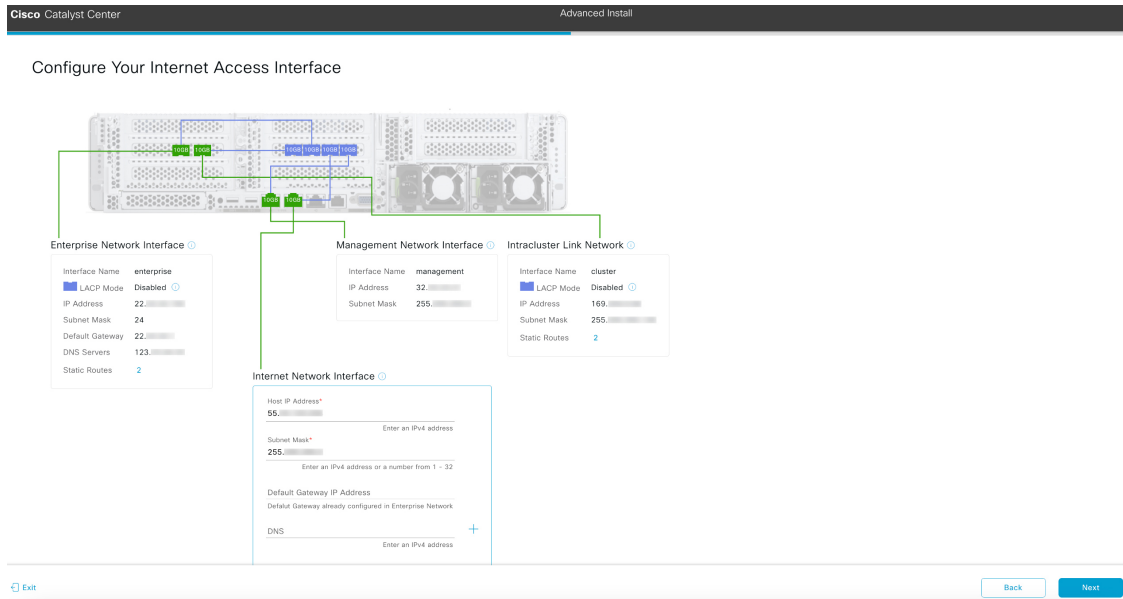 Cisco Catalyst Center
Advanced Install
Configure Your Internet Access Interface
10GB 10GB 10GB 10GB 10GB 10GB
10GB 10GB
Enterprise Network Interface
Interface Name enterprise
LACP Mode Disabled
IP Address 22.
Subnet Mask 24
Default Gateway 22.
DNS Servers 123.
Static Routes 2
Management Network Interface
Interface Name management
IP Address 32.
Subnet Mask 255.
Intracluster Link Network
Interface Name cluster
LACP Mode Disabled
IP Address 169.
Subnet Mask 255.
Static Routes 2
Internet Network Interface
Host IP Address*
55.
Enter an IPv4 address
Subnet Mask*
255.
Enter an IPv4 address or a number from 1 - 32
Default Gateway IP Address
Defalut Gateway already configured in Enterprise Network
DNS
Enter an IPv4 address
Exit
Back
Next